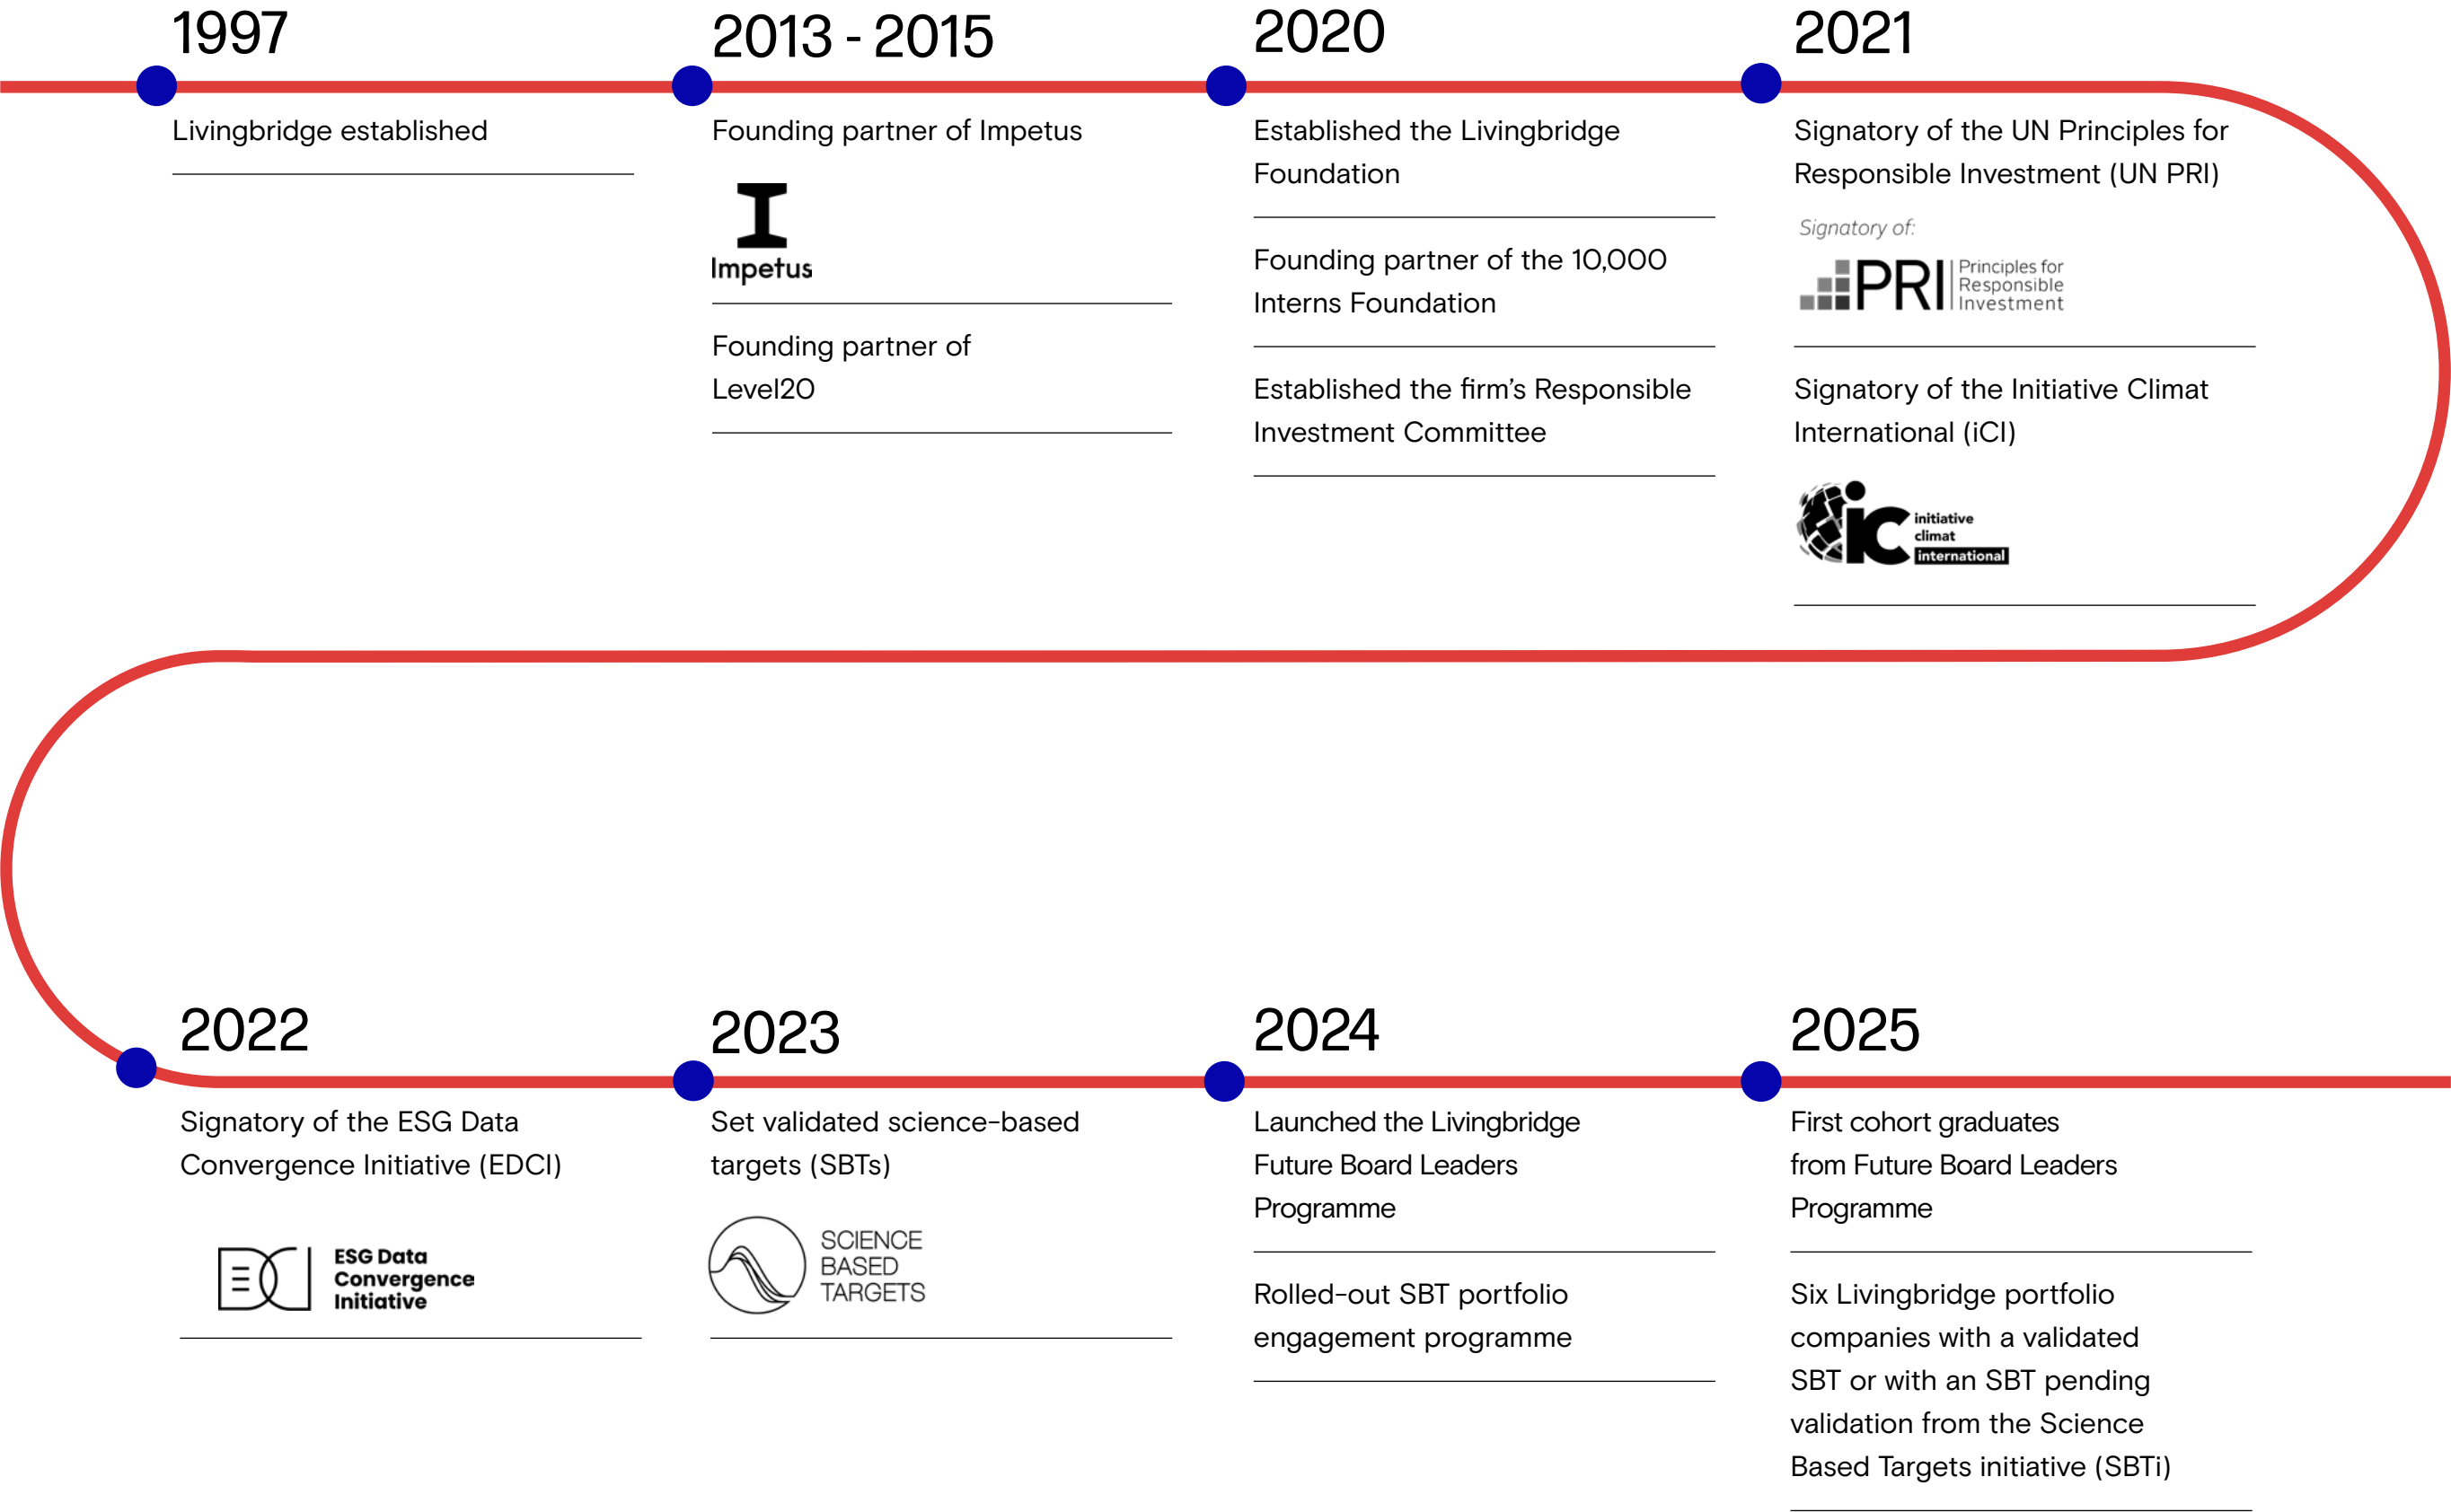 1997
Livingbridge established
2013 - 2015
Founding partner of Impetus
Impetus
Founding partner of
Level20
2020
Established the Livingbridge
Foundation
Founding partner of the 10,000
Interns Foundation
Established the firm's Responsible
Investment Committee
2021
Signatory of the UN Principles for
Responsible Investment (UN PRI)
Signatory of:
PRI
Principles for
Responsible
Investment
Signatory of the Initiative Climat
International (iCI)
ic
initiative
climat
international
2022
Signatory of the ESG Data
Convergence Initiative (EDCI)
ESG Data
Convergence
Initiative
2023
Set validated science-based
targets (SBTs)
SCIENCE
BASED
TARGETS
2024
Launched the Livingbridge
Future Board Leaders
Programme
Rolled-out SBT portfolio
engagement programme
2025
First cohort graduates
from Future Board Leaders
Programme
Six Livingbridge portfolio
companies with a validated
SBT or with an SBT pending
validation from the Science
Based Targets initiative (SBTi)